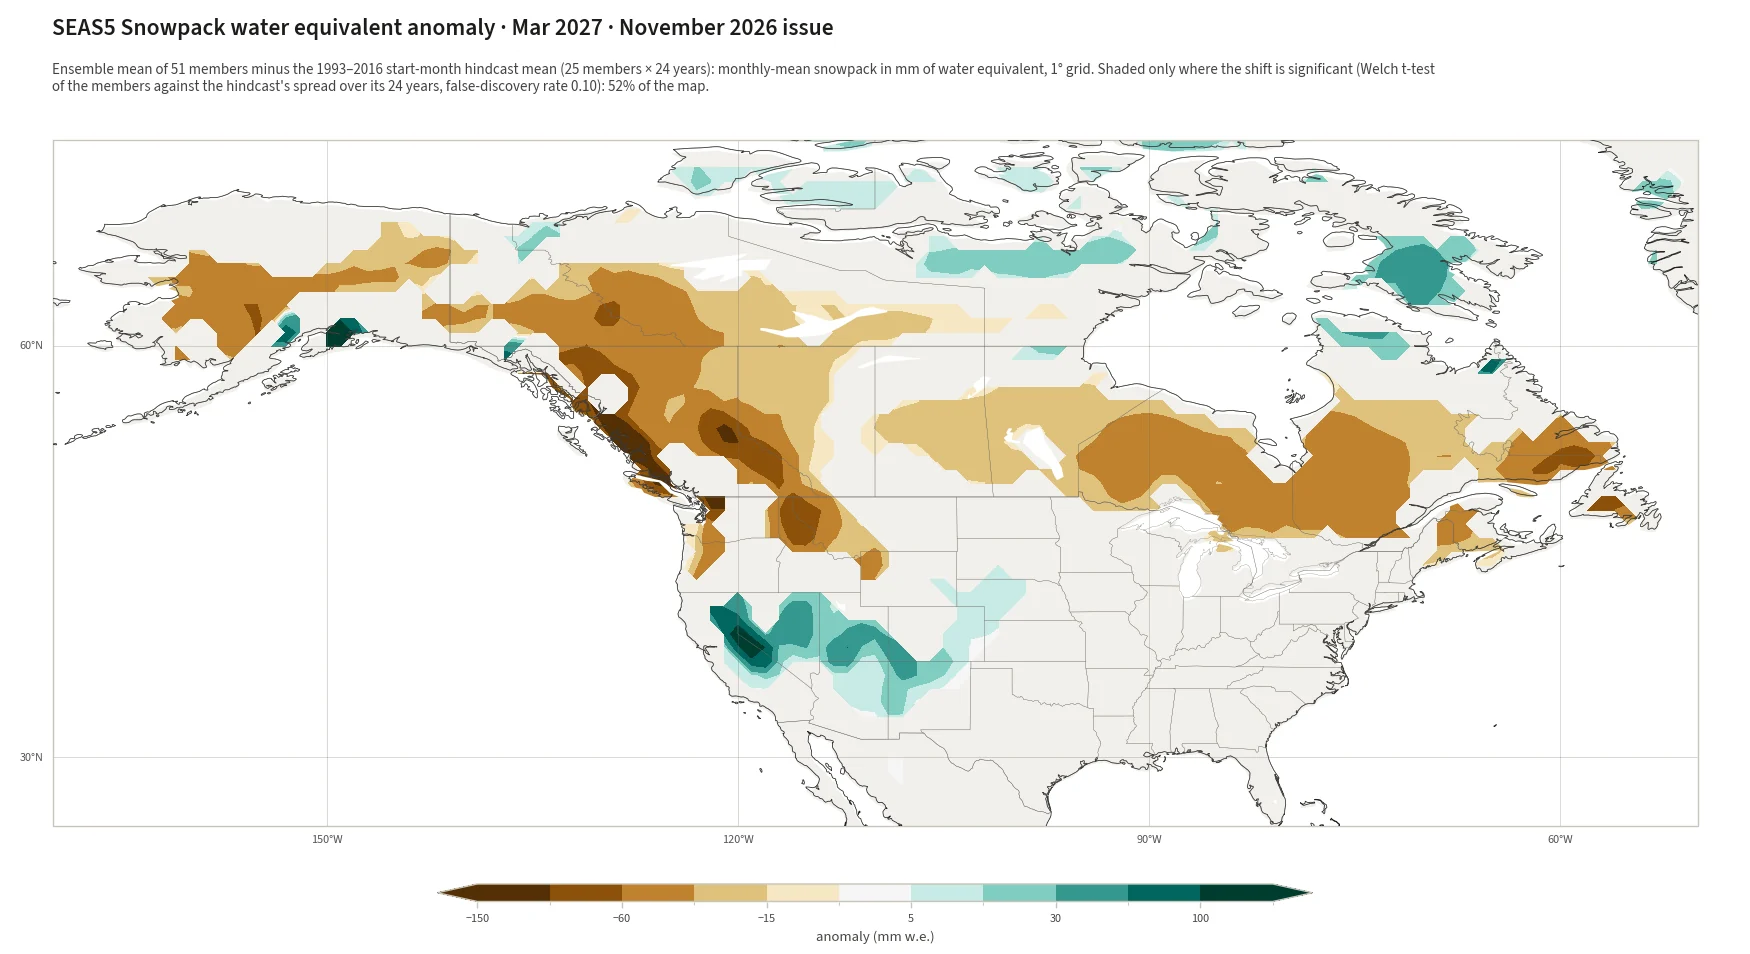 SEAS5 Snowpack water equivalent anomaly · Mar 2027 · November 2026 issue
Ensemble mean of 51 members minus the 1993–2016 start-month hindcast mean (25 members × 24 years): monthly-mean snowpack in mm of water equivalent, 1° grid. Shaded only where the shift is significant (Welch t-test
of the members against the hindcast's spread over its 24 years, false-discovery rate 0.10): 52% of the map.
60°N
30°N
150°W 120°W 90°W 60°W
−150 −60 −15 5 30 100
anomaly (mm w.e.)